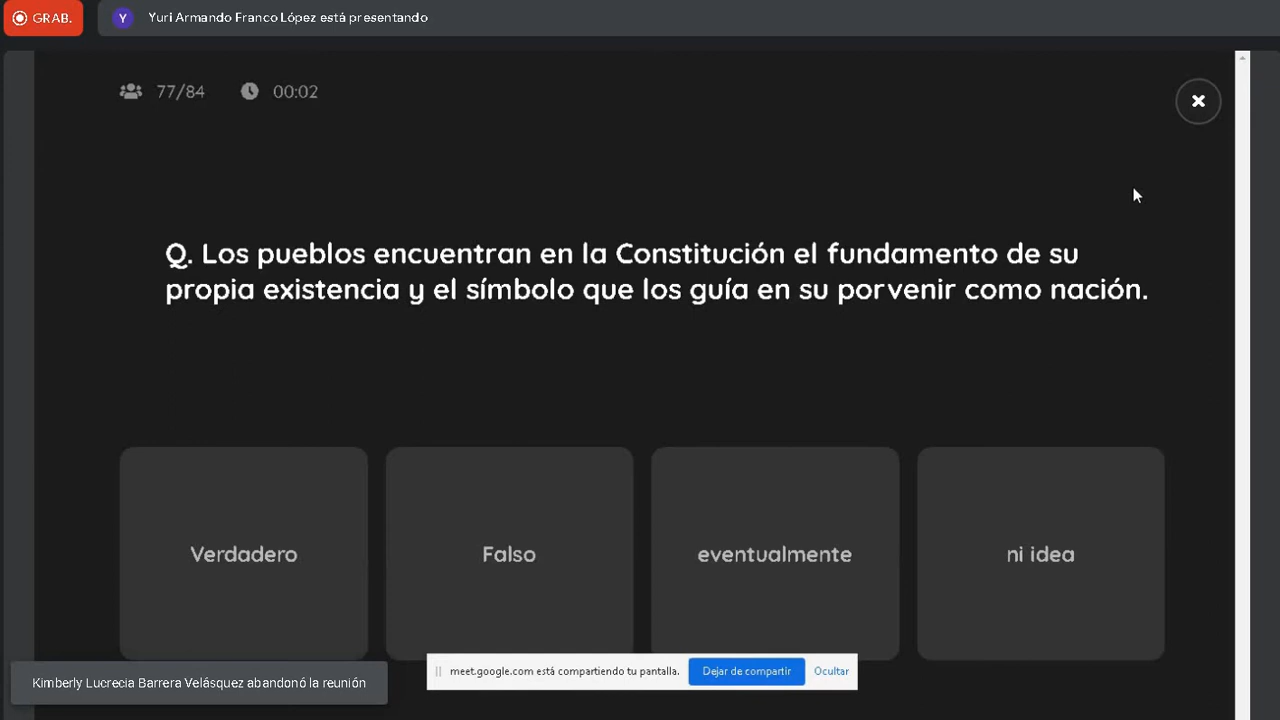 GRAB.
Y
Yuri Armando Franco López está presentando
77/84
00:02
Q. Los pueblos encuentran en la Constitución el fundamento de su
propia existencia y el símbolo que los guía en su porvenir como nación.
Verdadero
Falso
eventualmente
ni idea
meet.google.com está compartiendo tu pantalla.
Dejar de compartir
Ocultar
Kimberly Lucrecia Barrera Velásquez abandonó la reunión